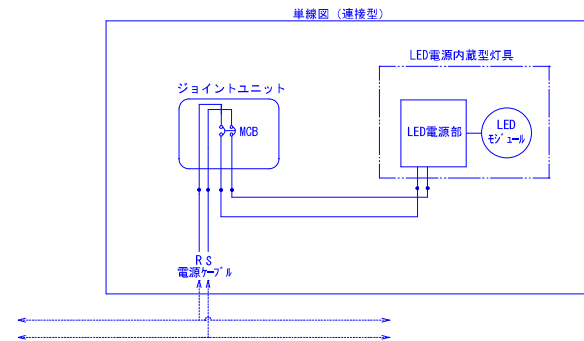 単線図（連接型）
LED電源内蔵型灯具
ジョイントユニット
MCB
LED電源部
LED
ﾓｼﾞｭｰﾙ
R S
電源ｹｰﾌﾞﾙ